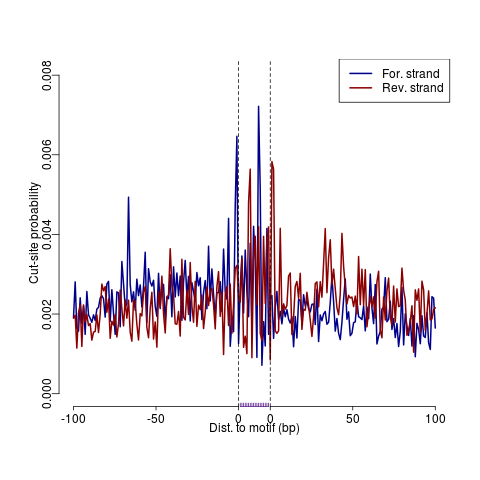 For. strand
Rev. strand
Cut-site probability
0.008
0.006
0.004
0.002
0.000
-100 -50 0 0 50 100
Dist. to motif (bp)